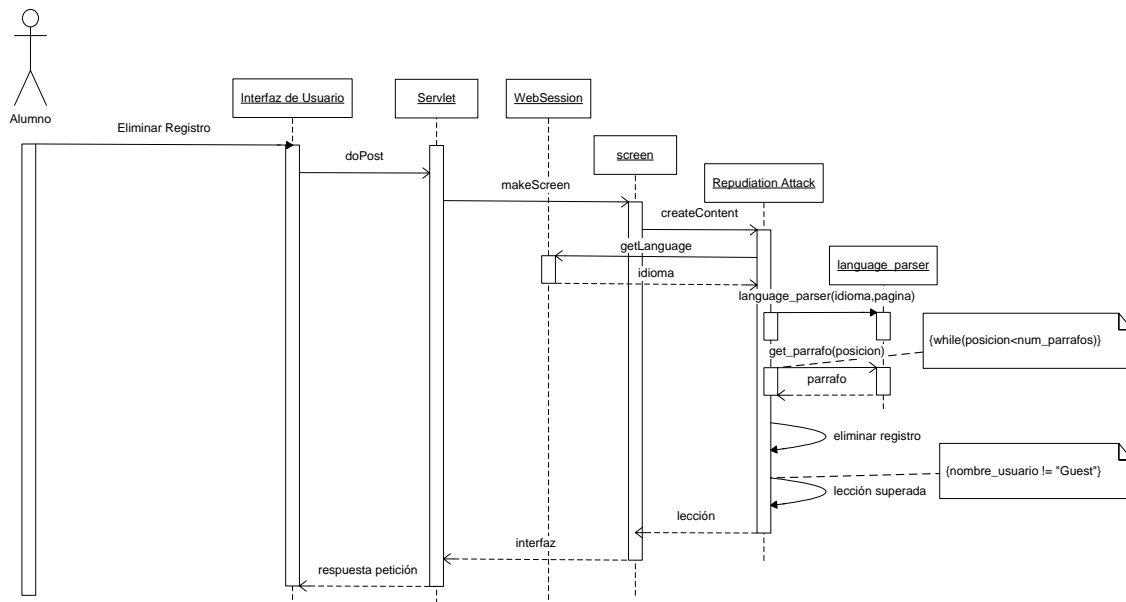 Alumno
Interfaz de Usuario
Servlet
WebSession
screen
Repudiation Attack
language_parser
Eliminar Registro
doPost
makeScreen
createContent
getLanguage
idioma
language_parser(idioma,pagina)
{while(posicion<num_parrafos)}
get_parrafo(posicion)
parrafo
eliminar registro
{nombre_usuario != "Guest"}
lección superada
lección
interfaz
respuesta petición